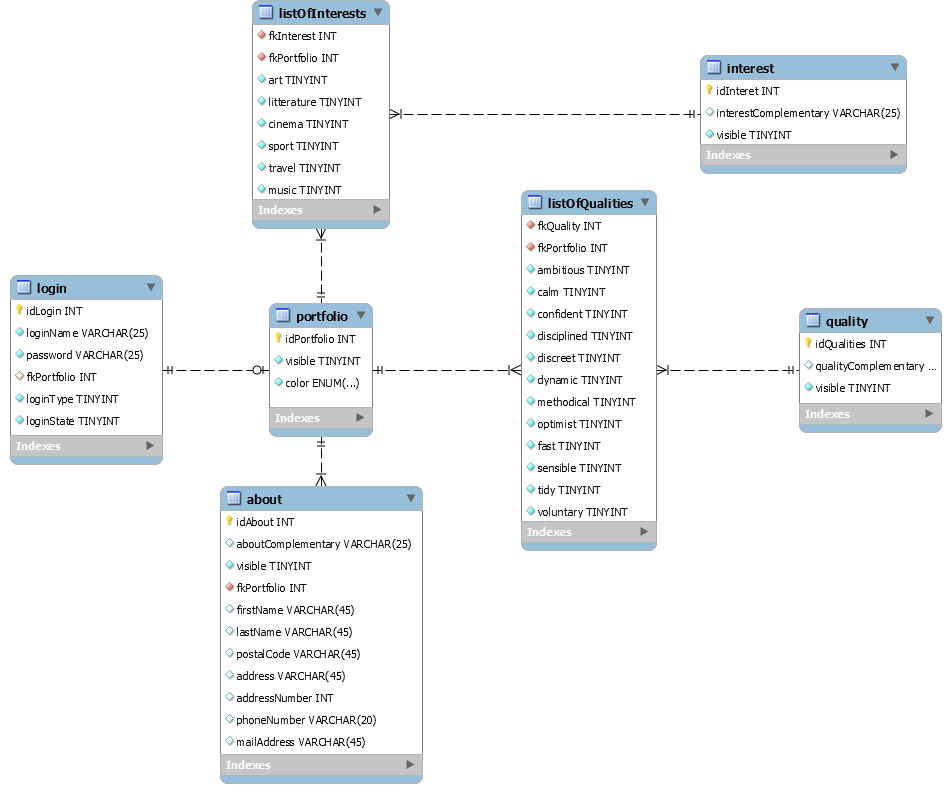 listOfInterests
fkInterest INT
fkPortfolio INT
art TINYINT
litterature TINYINT
cinema TINYINT
sport TINYINT
travel TINYINT
music TINYINT
Indexes
interest
idInteret INT
interestComplementary VARCHAR(25)
visible TINYINT
Indexes
listOfQualities
fkQuality INT
fkPortfolio INT
ambitious TINYINT
calm TINYINT
confident TINYINT
disciplined TINYINT
discreet TINYINT
dynamic TINYINT
methodical TINYINT
optimist TINYINT
fast TINYINT
sensible TINYINT
tidy TINYINT
voluntary TINYINT
Indexes
login
idLogin INT
loginName VARCHAR(25)
password VARCHAR(25)
fkPortfolio INT
loginType TINYINT
loginState TINYINT
Indexes
portfolio
idPortfolio INT
visible TINYINT
color ENUM(...)
Indexes
quality
idQualities INT
qualityComplementary ...
visible TINYINT
Indexes
about
idAbout INT
aboutComplementary VARCHAR(25)
visible TINYINT
fkPortfolio INT
firstName VARCHAR(45)
lastName VARCHAR(45)
postalCode VARCHAR(45)
address VARCHAR(45)
addressNumber INT
phoneNumber VARCHAR(20)
mailAddress VARCHAR(45)
Indexes